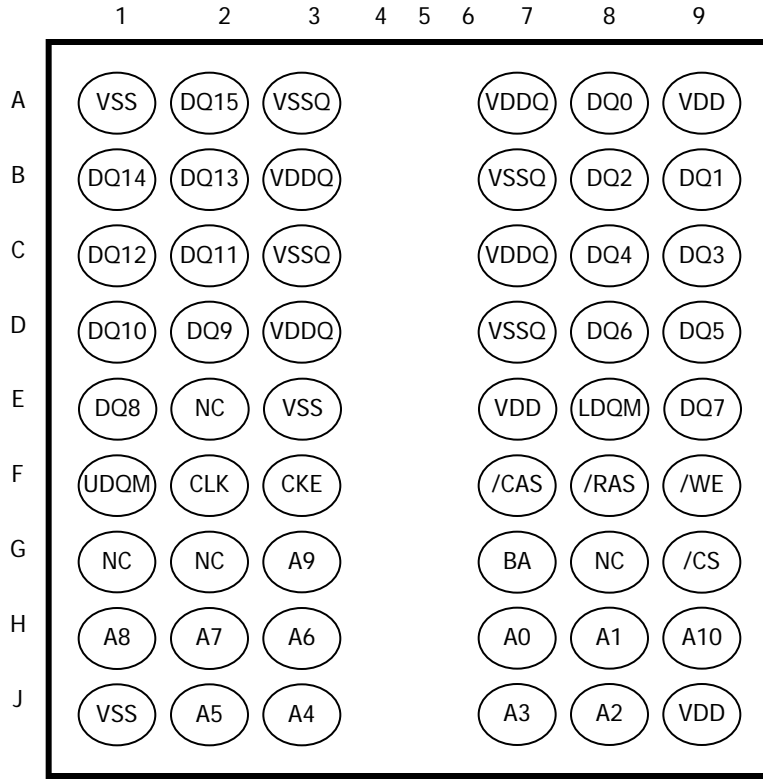 1 2 3 4 5 6 7 8 9
A VSS DQ15 VSSQ VDDQ DQ0 VDD
B DQ14 DQ13 VDDQ VSSQ DQ2 DQ1
C DQ12 DQ11 VSSQ VDDQ DQ4 DQ3
D DQ10 DQ9 VDDQ VSSQ DQ6 DQ5
E DQ8 NC VSS VDD LDQM DQ7
F UDQM CLK CKE /CAS /RAS /WE
G NC NC A9 BA NC /CS
H A8 A7 A6 A0 A1 A10
J VSS A5 A4 A3 A2 VDD